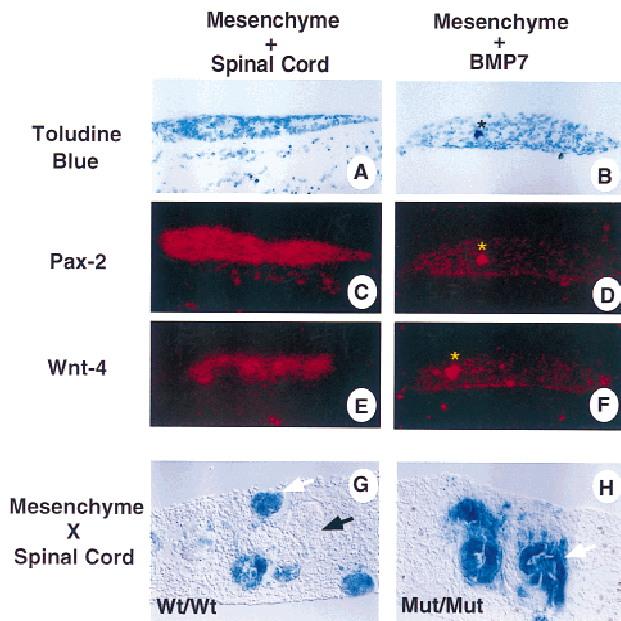 Mesenchyme
+
Spinal Cord
Mesenchyme
+
BMP7
Toludine
Blue
A
B
Pax-2
*
*
C
D
Wnt-4
*
E
F
Mesenchyme
X
Spinal Cord
G
H
Wt/Wt
Mut/Mut